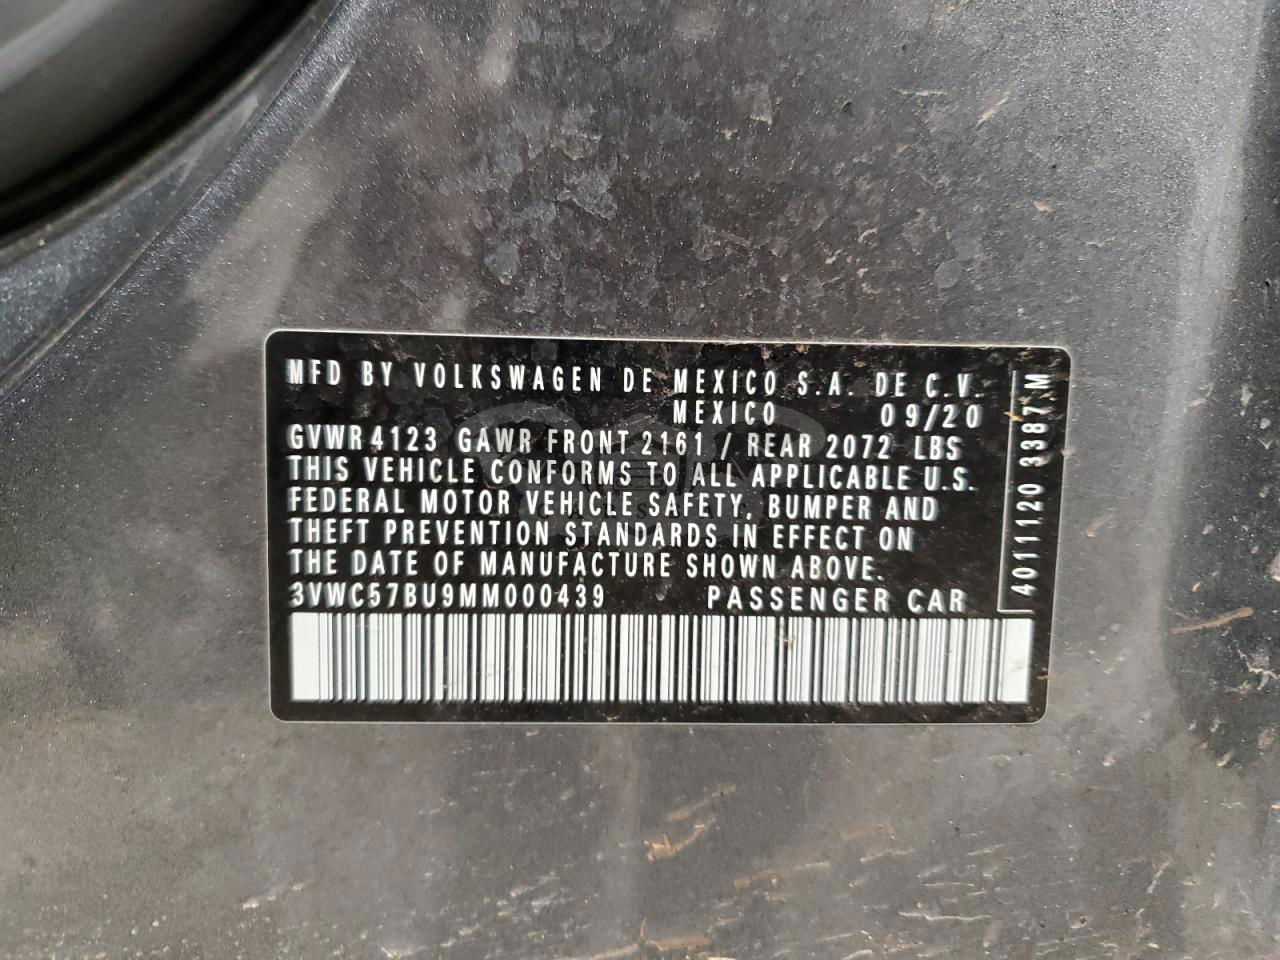 MFD BY VOLKSWAGEN DE MEXICO S.A. DE C.V.
MEXICO 09/20
GVWR 4123 GAWR FRONT 2161 / REAR 2072 LBS
THIS VEHICLE CONFORMS TO ALL APPLICABLE U.S.
FEDERAL MOTOR VEHICLE SAFETY, BUMPER AND
THEFT PREVENTION STANDARDS IN EFFECT ON
THE DATE OF MANUFACTURE SHOWN ABOVE.
3VWC57BU9MM000439 PASSENGER CAR
4011120 3387 M